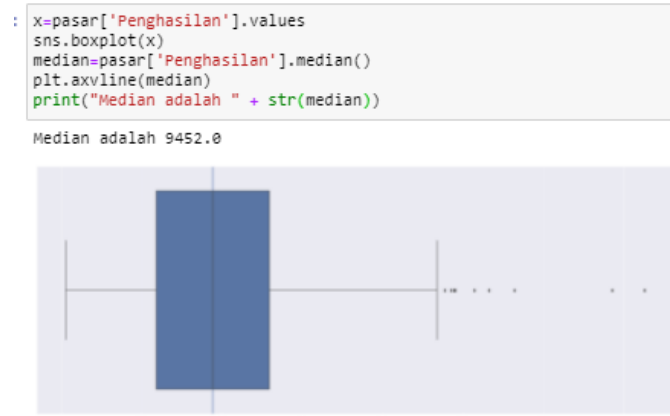 : x=pasar['Penghasilan'].values
sns.boxplot(x)
median=pasar['Penghasilan'].median()
plt.axvline(median)
print("Median adalah " + str(median))
Median adalah 9452.0